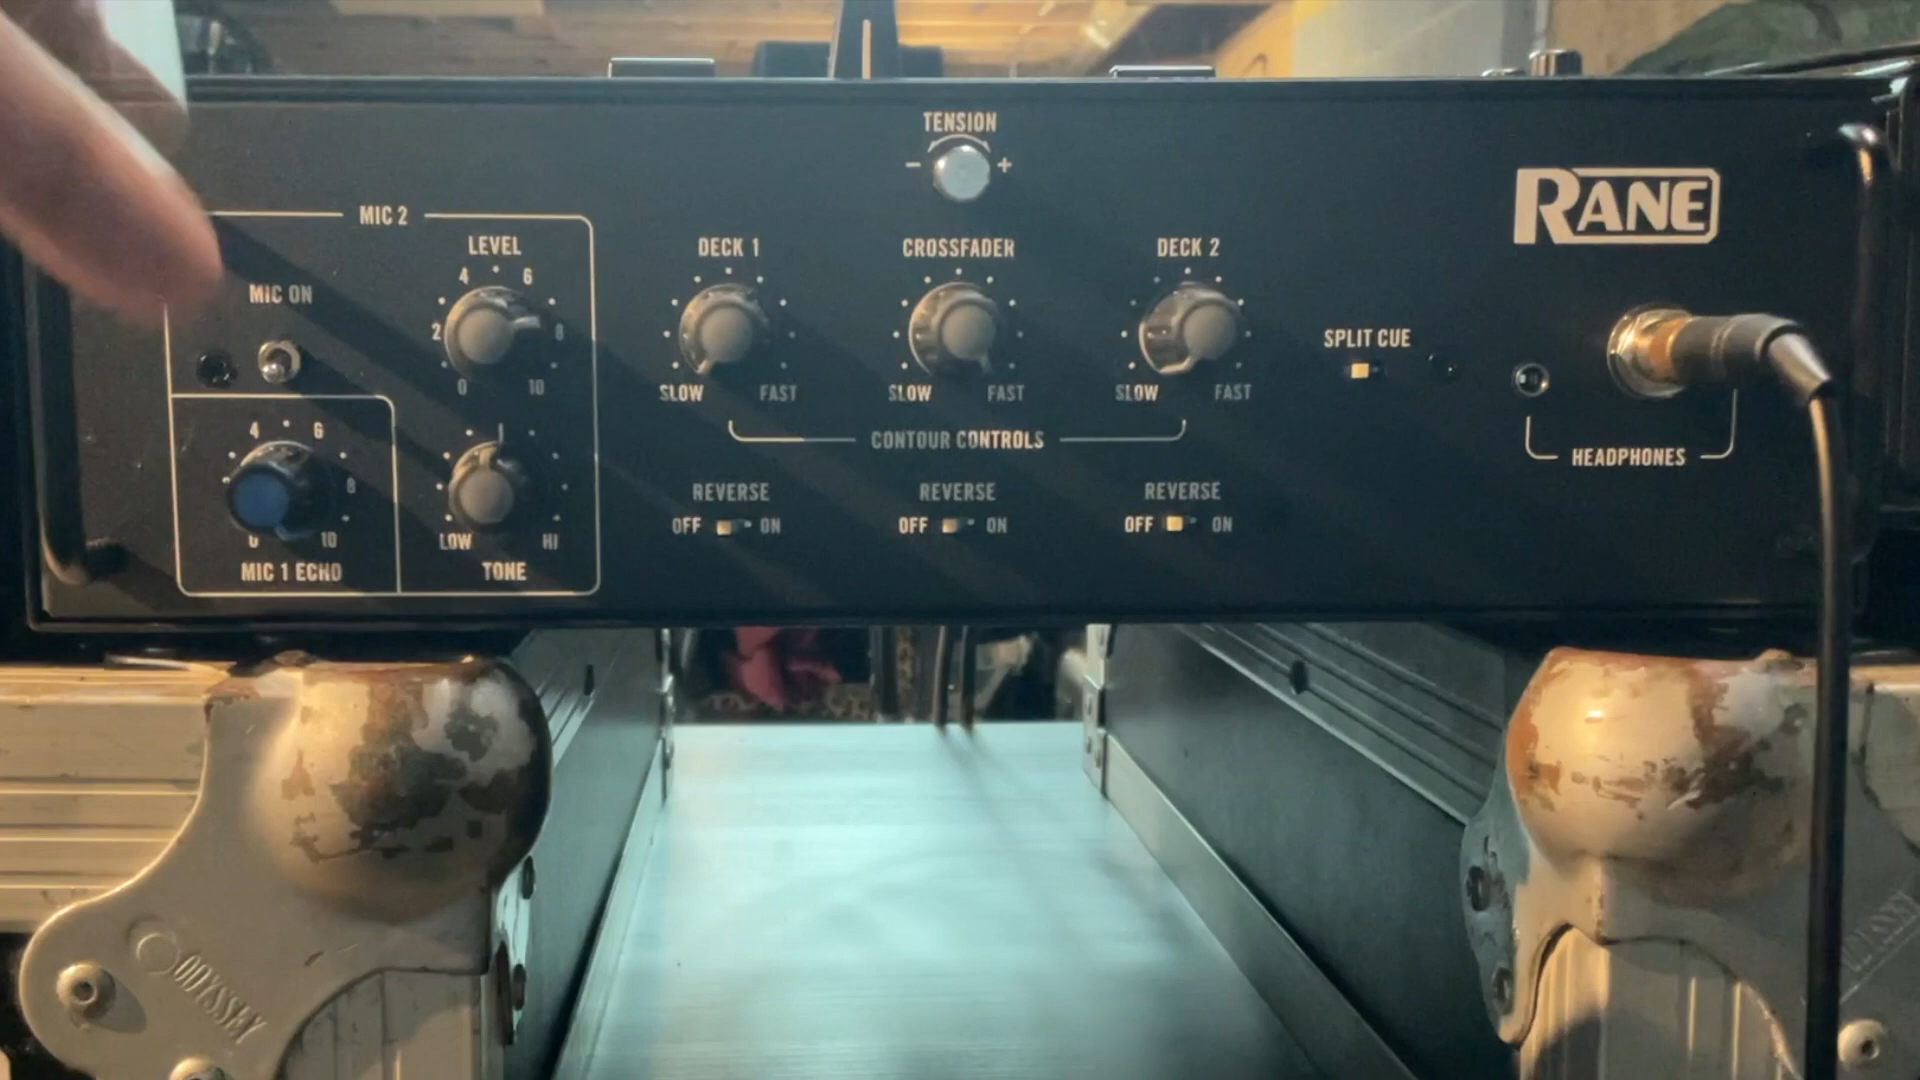 TENSION
- +
RANE
MIC 2
LEVEL
4 6
2 8
0 10
MIC ON
DECK 1
SLOW FAST
CROSSFADER
SLOW FAST
DECK 2
SLOW FAST
CONTOUR CONTROLS
SPLIT CUE
HEADPHONES
4 6
8
0 10
MIC 1 ECHO
LOW HI
TONE
REVERSE
OFF ON
REVERSE
OFF ON
REVERSE
OFF ON
ODYSSEY
ODYSSEY